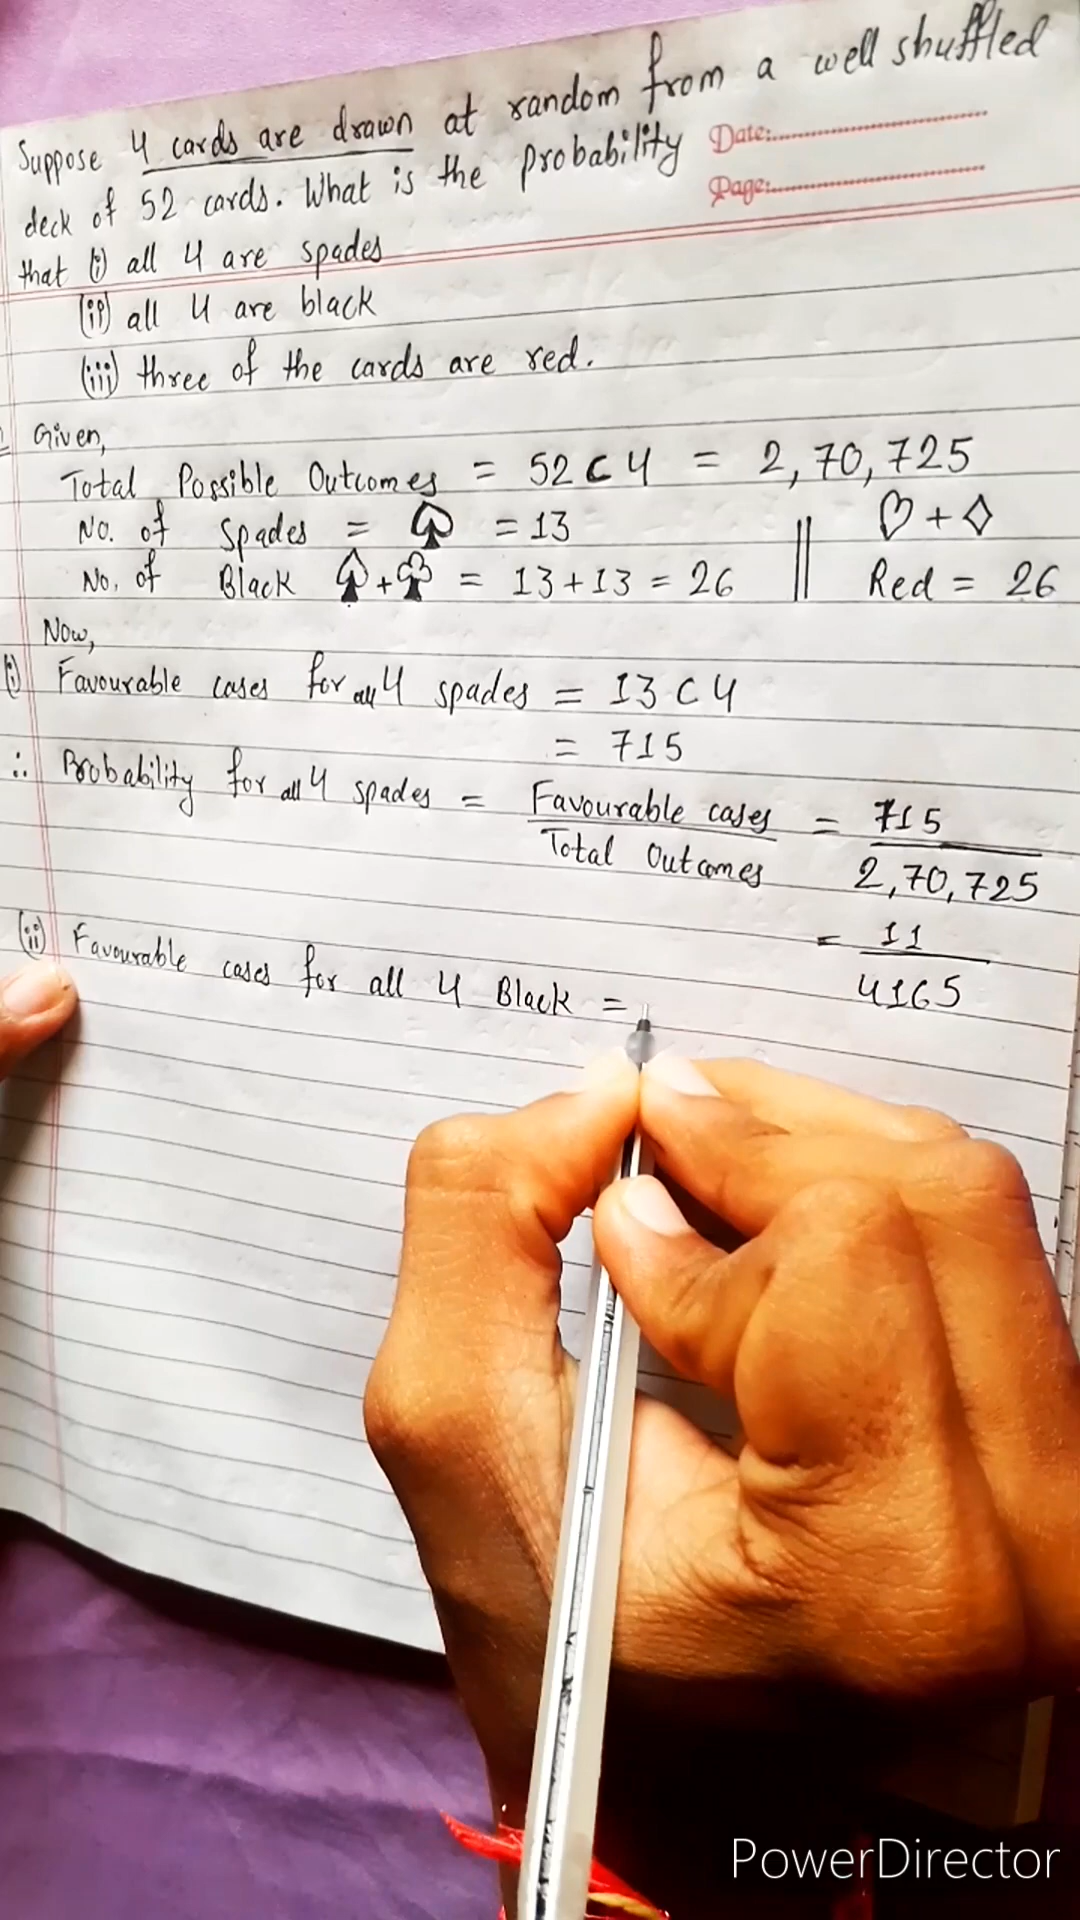 Suppose 4 cards are drawn at random from a well shuffled
Date:
deck of 52 cards. What is the probability
Page:
that (i) all 4 are spades
(ii) all 4 are black
(iii) three of the cards are red.
Given,
Total Possible Outcomes = 52 C 4 = 2,70,725
No. of Spades = ♠ = 13 || ♡ + ♢
No. of Black ♠ + ♣ = 13 + 13 = 26 || Red = 26
Now,
(i) Favourable cases for all 4 spades = 13 C 4
= 715
∴ Probability for all 4 spades = Favourable cases / Total Outcomes = 715 / 2,70,725
= 11 / 4165
(ii) Favourable cases for all 4 Black =
PowerDirector